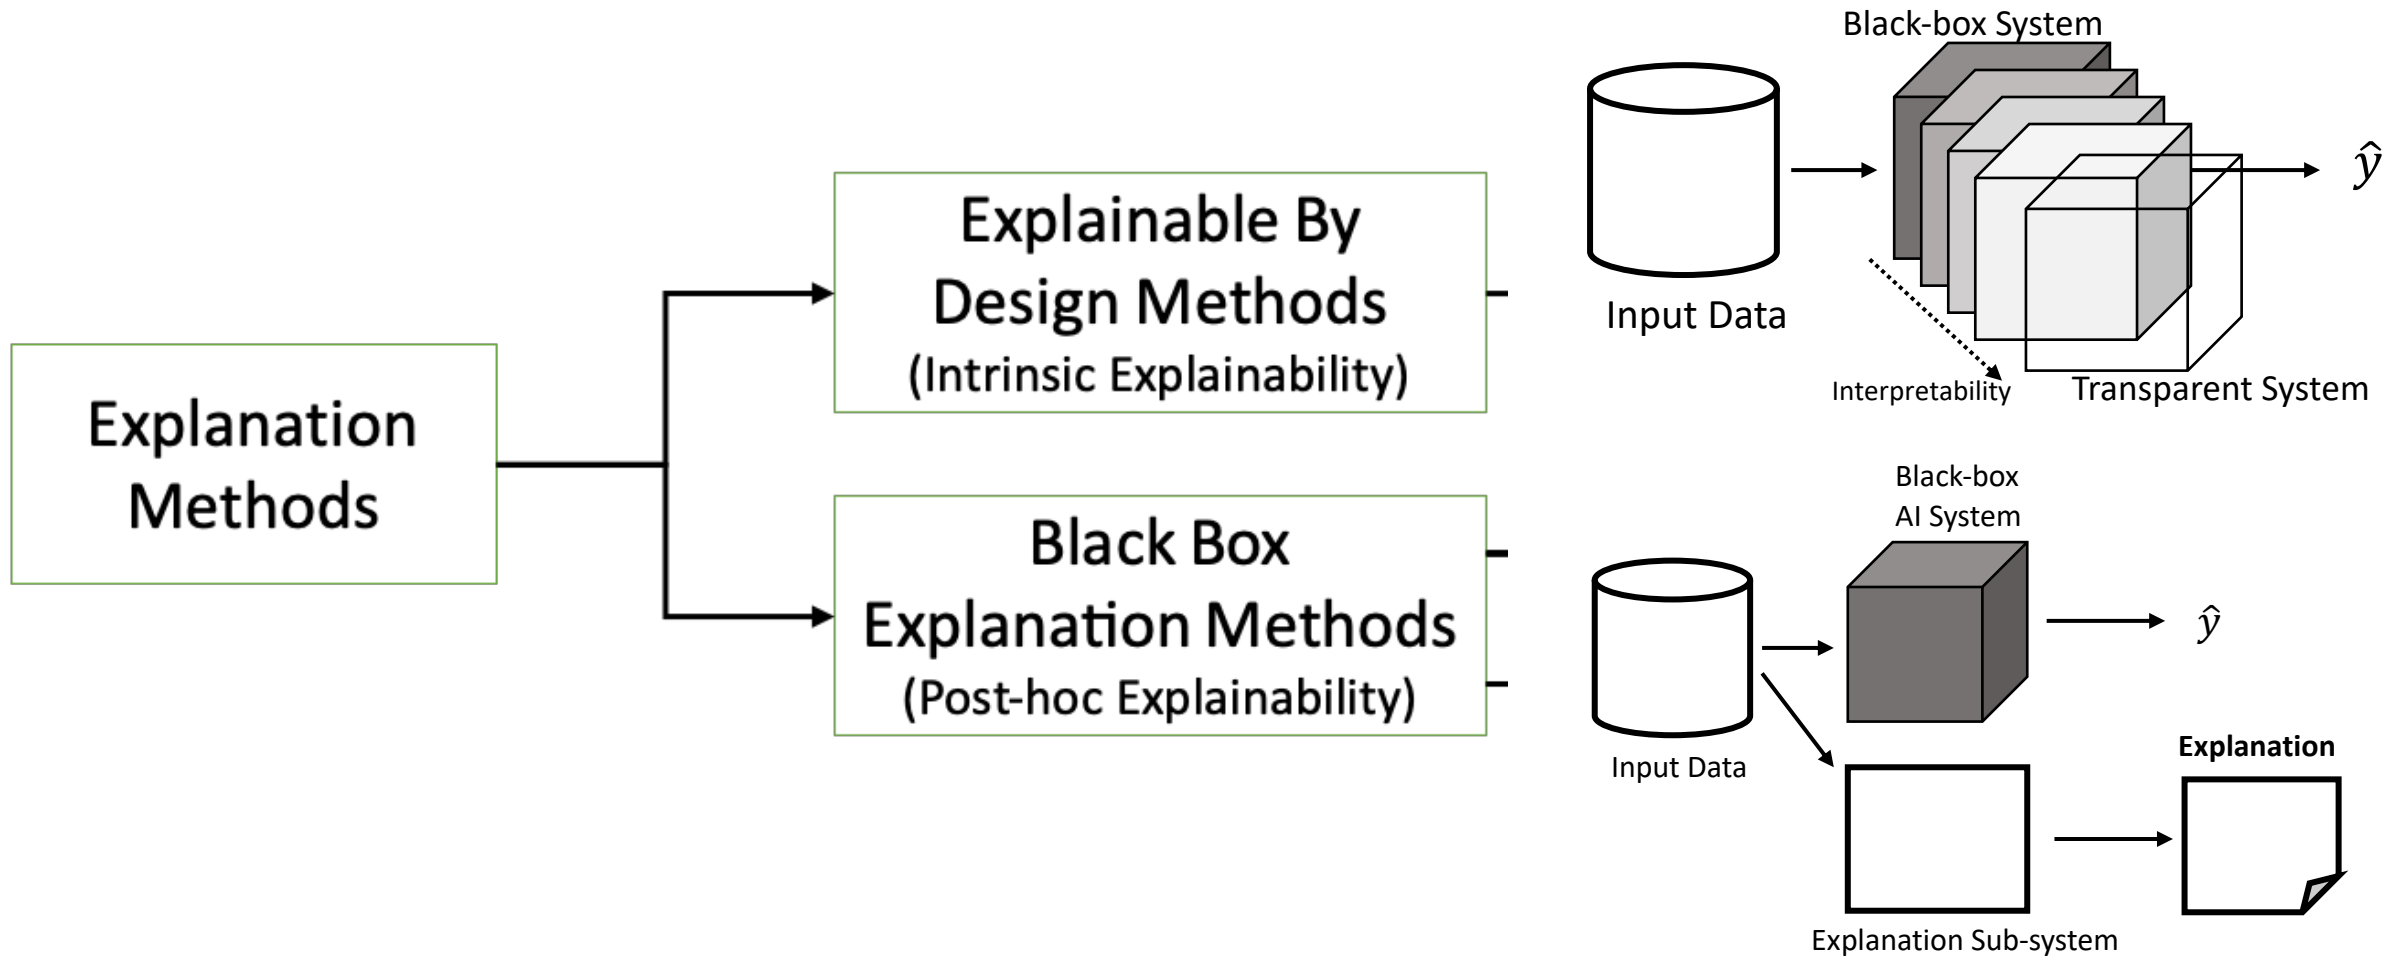 Explanation
Methods
Explainable By
Design Methods
(Intrinsic Explainability)
Black Box
Explanation Methods
(Post-hoc Explainability)
Black-box System
Input Data
ŷ
Interpretability
Transparent System
Black-box
AI System
Input Data
ŷ
Explanation
Explanation Sub-system